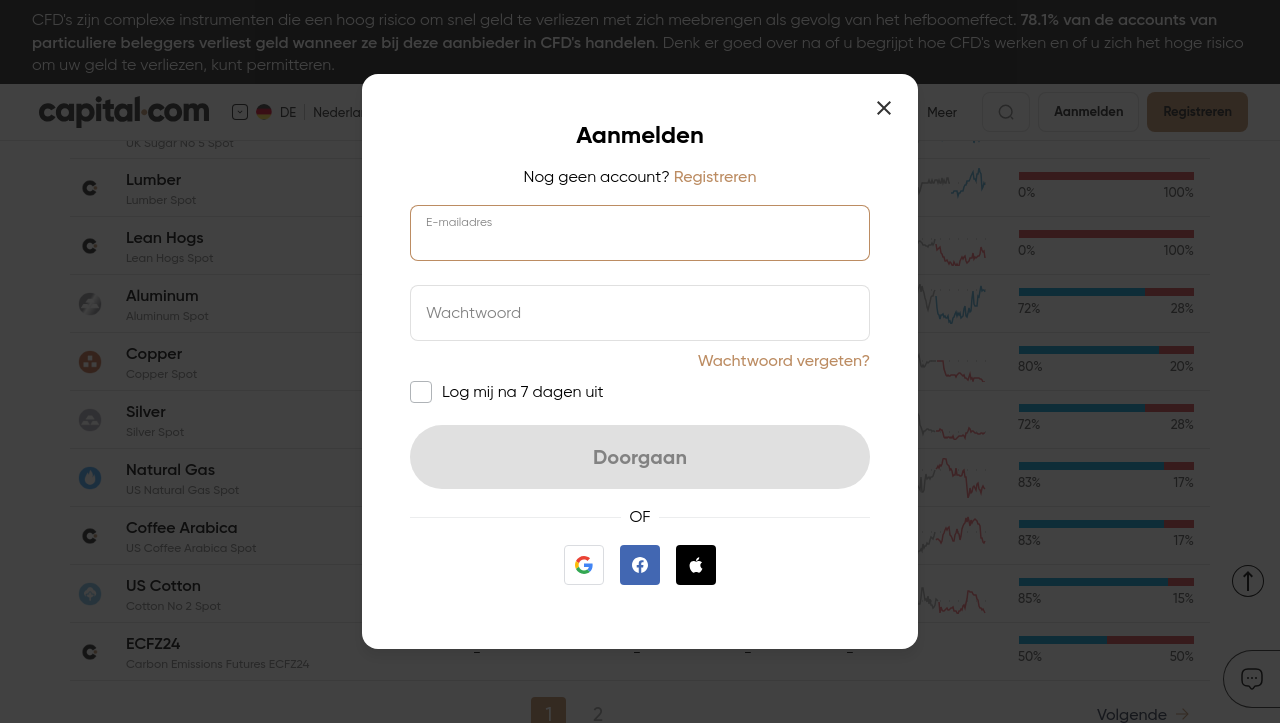 CFD's zijn complexe instrumenten die een hoog risico om snel geld te verliezen met zich meebrengen als gevolg van het hefboomeffect. 78.1% van de accounts van
particuliere beleggers verliest geld wanneer ze bij deze aanbieder in CFD's handelen. Denk er goed over na of u begrijpt hoe CFD's werken en of u zich het hoge risico
om uw geld te verliezen, kunt permitteren.
capital.com DE Nederla Meer Aanmelden Registreren
UK Sugar No 5 Spot
Lumber
Lumber Spot
0% 100%
Lean Hogs
Lean Hogs Spot
0% 100%
Aluminum
Aluminum Spot
72% 28%
Copper
Copper Spot
80% 20%
Silver
Silver Spot
72% 28%
Natural Gas
US Natural Gas Spot
83% 17%
Coffee Arabica
US Coffee Arabica Spot
83% 17%
US Cotton
Cotton No 2 Spot
85% 15%
ECFZ24
Carbon Emissions Futures ECFZ24
50% 50%
1 2 Volgende
Aanmelden
Nog geen account? Registreren
E-mailadres
Wachtwoord
Wachtwoord vergeten?
Log mij na 7 dagen uit
Doorgaan
OF